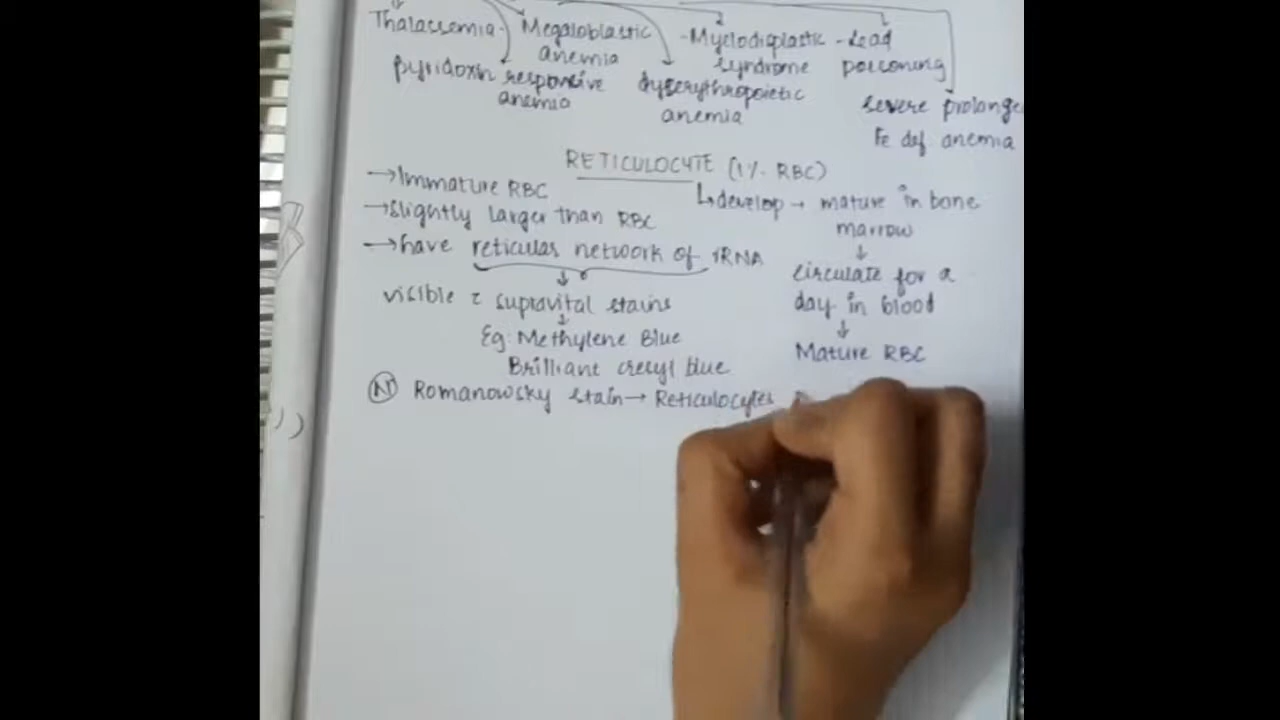 Thalassemia - Megaloblastic - Myelodisplastic - Lead
anemia syndrome poisoning
pyridoxin responsive dyserythropoietic
anemia anemia
severe prolonge
Fe def anemia
RETICULOCYTE (1% RBC)
→ Immature RBC
→ slightly larger than RBC
→ have reticular network of rRNA
visible c supravital stains
Eg: Methylene Blue
Brilliant cresyl blue
↳ develop → mature in bone
marrow
↓
circulate for a
day in blood
↓
Mature RBC
(N) Romanowsky stain → Reticulocytes